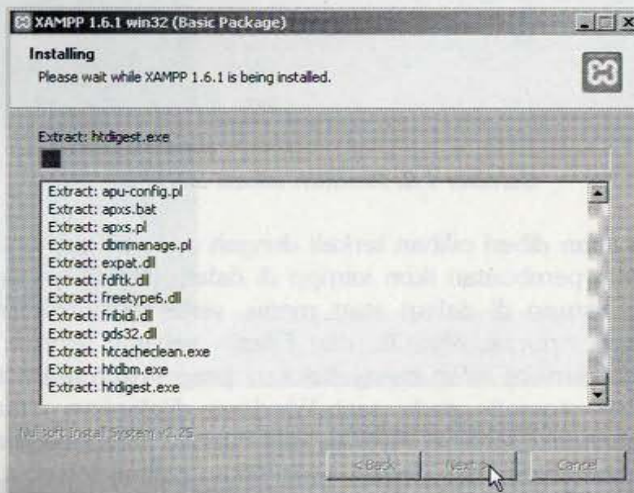 XAMPP 1.6.1 win32 (Basic Package)
Installing
Please wait while XAMPP 1.6.1 is being installed.
Extract: htdigest.exe
Extract: apu-config.pl
Extract: apxs.bat
Extract: apxs.pl
Extract: dbmmanage.pl
Extract: expat.dll
Extract: fdftk.dll
Extract: freetype6.dll
Extract: fribidi.dll
Extract: gds32.dll
Extract: htcacheclean.exe
Extract: htdbm.exe
Extract: htdigest.exe
Nullsoft Install System v2.25
< Back Next > Cancel